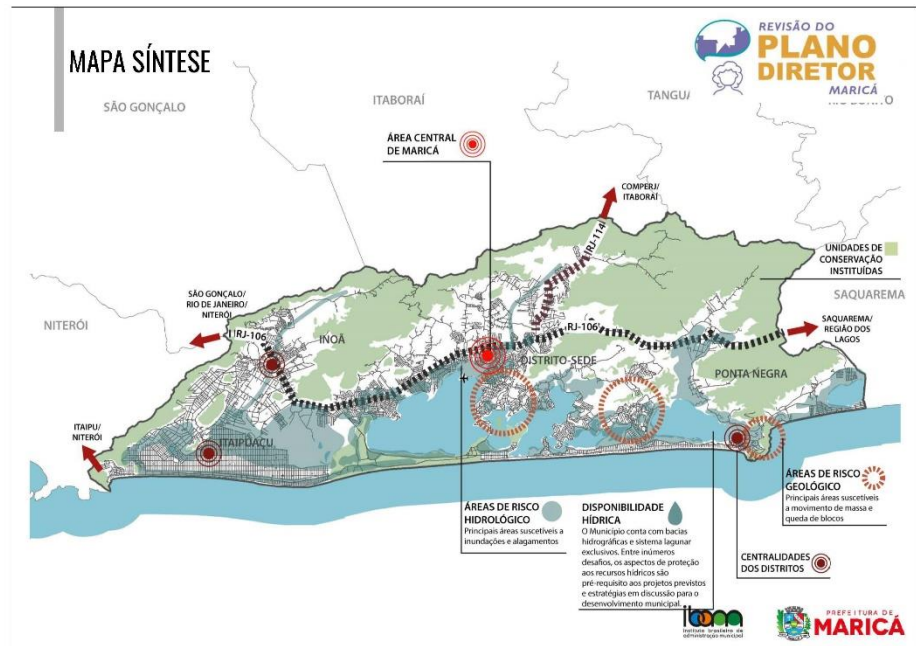 MAPA SÍNTESE
REVISÃO DO
PLANO
DIRETOR
MARICÁ
SÃO GONÇALO
ITABORAÍ
TANGUÁ
ÁREA CENTRAL
DE MARICÁ
COMPERJ/
ITABORAÍ
RJ-114
UNIDADES DE
CONSERVAÇÃO
INSTITUÍDAS
SAQUAREMA
SÃO GONÇALO/
RIO DE JANEIRO/
NITERÓI
NITERÓI
RJ-106
INOÃ
RJ-106
SAQUAREMA/
REGIÃO DOS
LAGOS
DISTRITO-SEDE
PONTA NEGRA
ITAIPU/
NITERÓI
ITAIPUAÇU
ÁREAS DE RISCO
GEOLÓGICO
Principais áreas suscetíveis
a movimento de massa e
queda de blocos
ÁREAS DE RISCO
HIDROLÓGICO
Principais áreas suscetíveis a
inundações e alagamentos
DISPONIBILIDADE
HÍDRICA
O Município conta com bacias
hidrográficas e sistema lagunar
exclusivos. Entre inúmeros
desafios, os aspectos de proteção
aos recursos hídricos são
pré-requisito aos projetos previstos
e estratégias em discussão para o
desenvolvimento municipal.
CENTRALIDADES
DOS DISTRITOS
ibam
instituto brasileiro de
administração municipal
PREFEITURA DE
MARICÁ